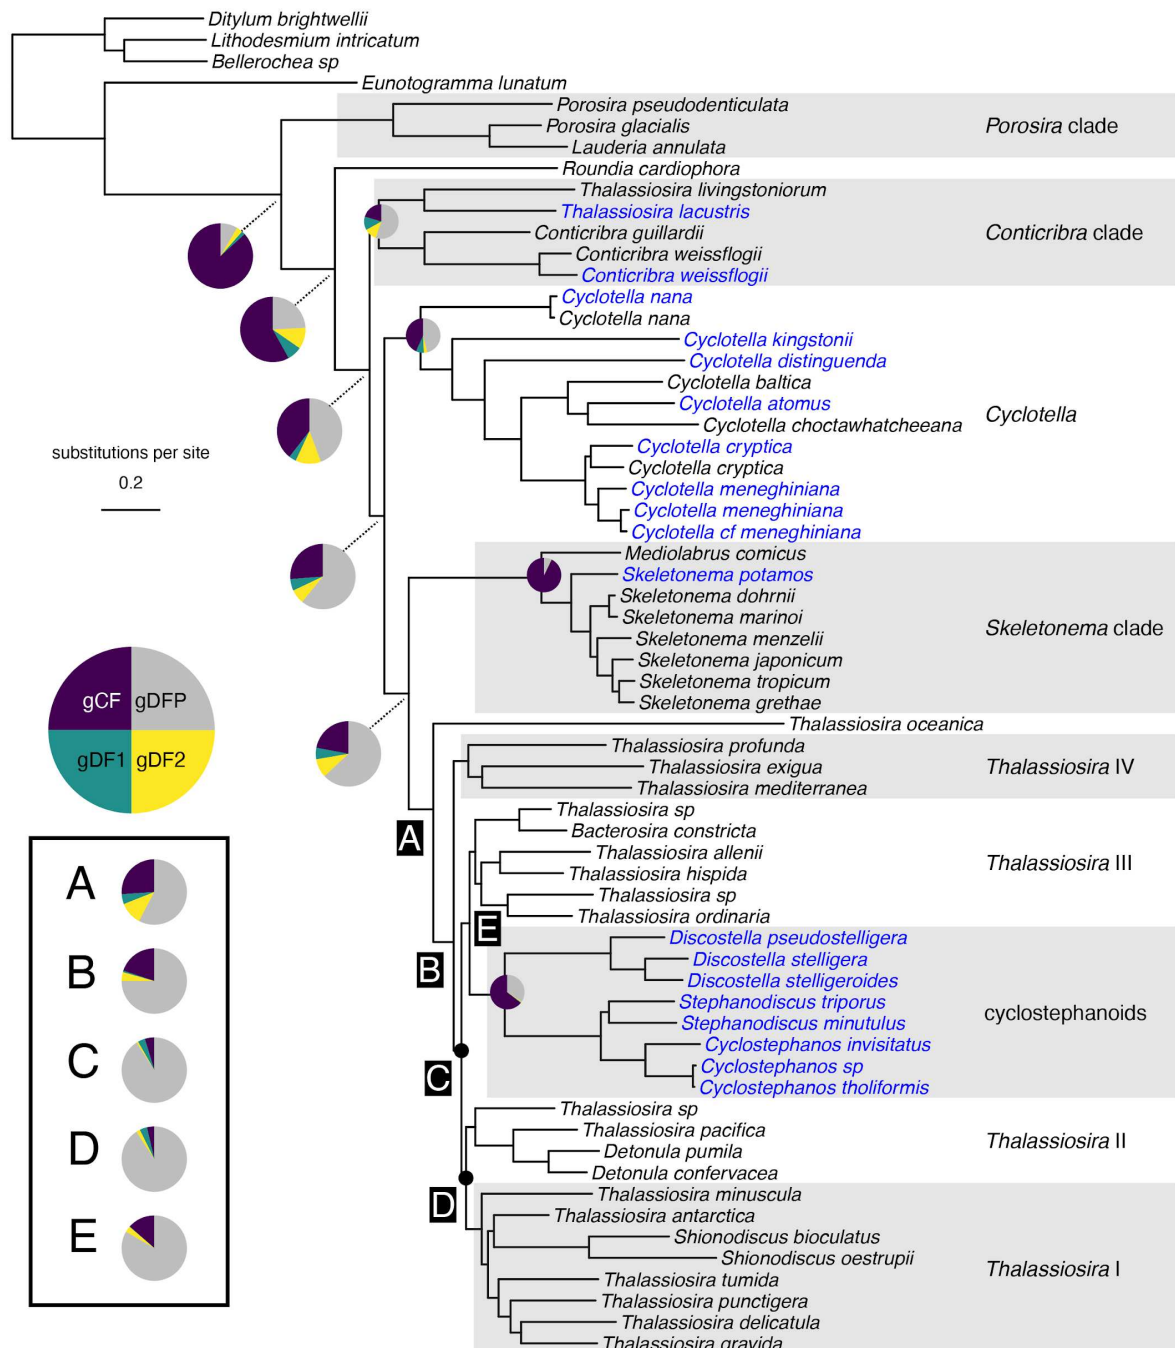 Ditylum brightwellii
Lithodesmium intricatum
Bellerochea sp
Eunotogramma lunatum
Porosira pseudodenticulata
Porosira glacialis
Porosira clade
Lauderia annulata
Roundia cardiophora
Thalassiosira livingstoniorum
Thalassiosira lacustris
Conticribra guillardii
Conticribra clade
Conticribra weissflogii
Conticribra weissflogii
Cyclotella nana
Cyclotella nana
Cyclotella kingstonii
Cyclotella distinguenda
Cyclotella baltica
Cyclotella atomus
Cyclotella
Cyclotella choctawhatcheeana
Cyclotella cryptica
Cyclotella cryptica
Cyclotella meneghiniana
Cyclotella meneghiniana
Cyclotella cf meneghiniana
substitutions per site
0.2
Mediolabrus comicus
Skeletonema potamos
Skeletonema dohrnii
Skeletonema marinoi
Skeletonema clade
Skeletonema menzelii
Skeletonema japonicum
Skeletonema tropicum
Skeletonema grethae
gCF
gDFP
gDF1
gDF2
Thalassiosira oceanica
Thalassiosira profunda
Thalassiosira exigua
Thalassiosira IV
Thalassiosira mediterranea
Thalassiosira sp
Bacterosira constricta
Thalassiosira allenii
Thalassiosira III
Thalassiosira hispida
Thalassiosira sp
Thalassiosira ordinaria
Discostella pseudostelligera
Discostella stelligera
Discostella stelligeroides
Stephanodiscus triporus
cyclostephanoids
Stephanodiscus minutulus
Cyclostephanos invisitatus
Cyclostephanos sp
Cyclostephanos tholiformis
Thalassiosira sp
Thalassiosira pacifica
Thalassiosira II
Detonula pumila
Detonula confervacea
Thalassiosira minuscula
Thalassiosira antarctica
Shionodiscus bioculatus
Shionodiscus oestrupii
Thalassiosira I
Thalassiosira tumida
Thalassiosira punctigera
Thalassiosira delicatula
Thalassiosira gravida
A
B
C
D
E
A
B
C
D
E